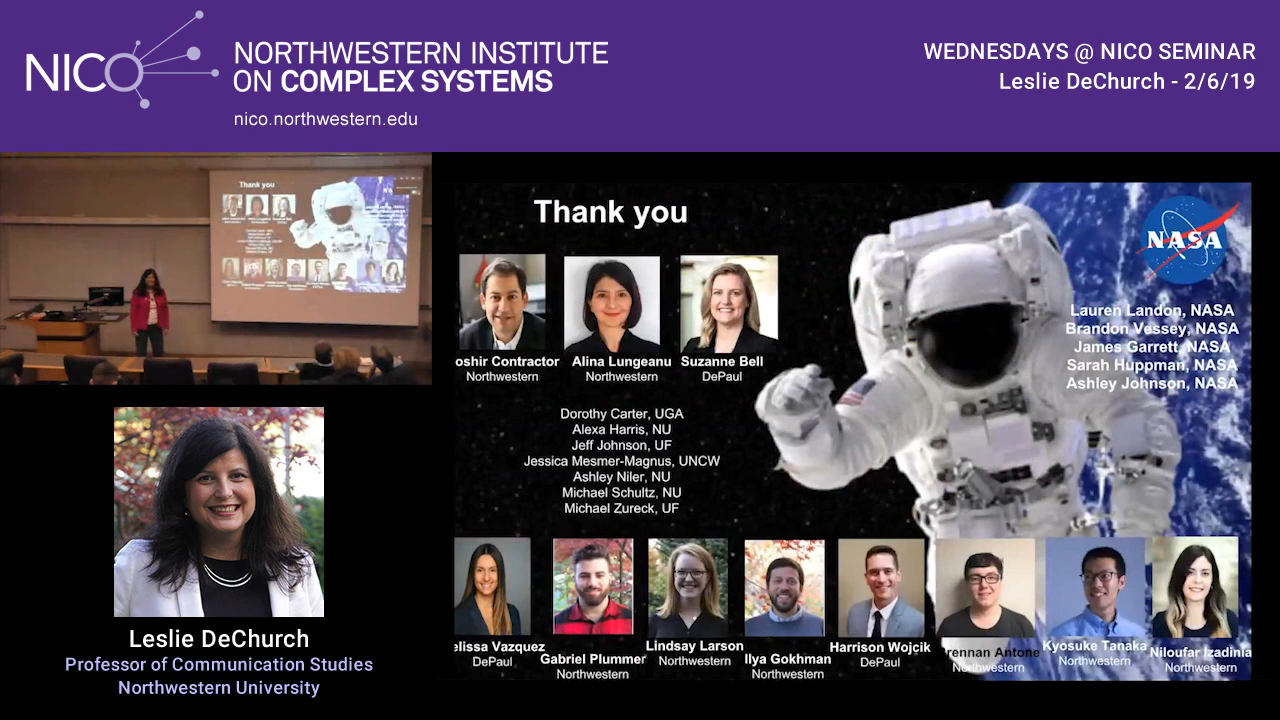 NICO
NORTHWESTERN INSTITUTE
ON COMPLEX SYSTEMS
nico.northwestern.edu
WEDNESDAYS @ NICO SEMINAR
Leslie DeChurch - 2/6/19
Thank you
Thank you
NASA
oshir Contractor
Northwestern
Alina Lungeanu
Northwestern
Suzanne Bell
DePaul
Lauren Landon, NASA
Brandon Vessey, NASA
James Garrett, NASA
Sarah Huppman, NASA
Ashley Johnson, NASA
Dorothy Carter, UGA
Alexa Harris, NU
Jeff Johnson, UF
Jessica Mesmer-Magnus, UNCW
Ashley Niler, NU
Michael Schultz, NU
Michael Zureck, UF
elissa Vazquez
DePaul
Gabriel Plummer
Northwestern
Lindsay Larson
Northwestern
Ilya Gokhman
Northwestern
Harrison Wojcik
DePaul
rennan Antone
Northwestern
Kyosuke Tanaka
Northwestern
Niloufar Izadinia
Northwestern
Leslie DeChurch
Professor of Communication Studies
Northwestern University